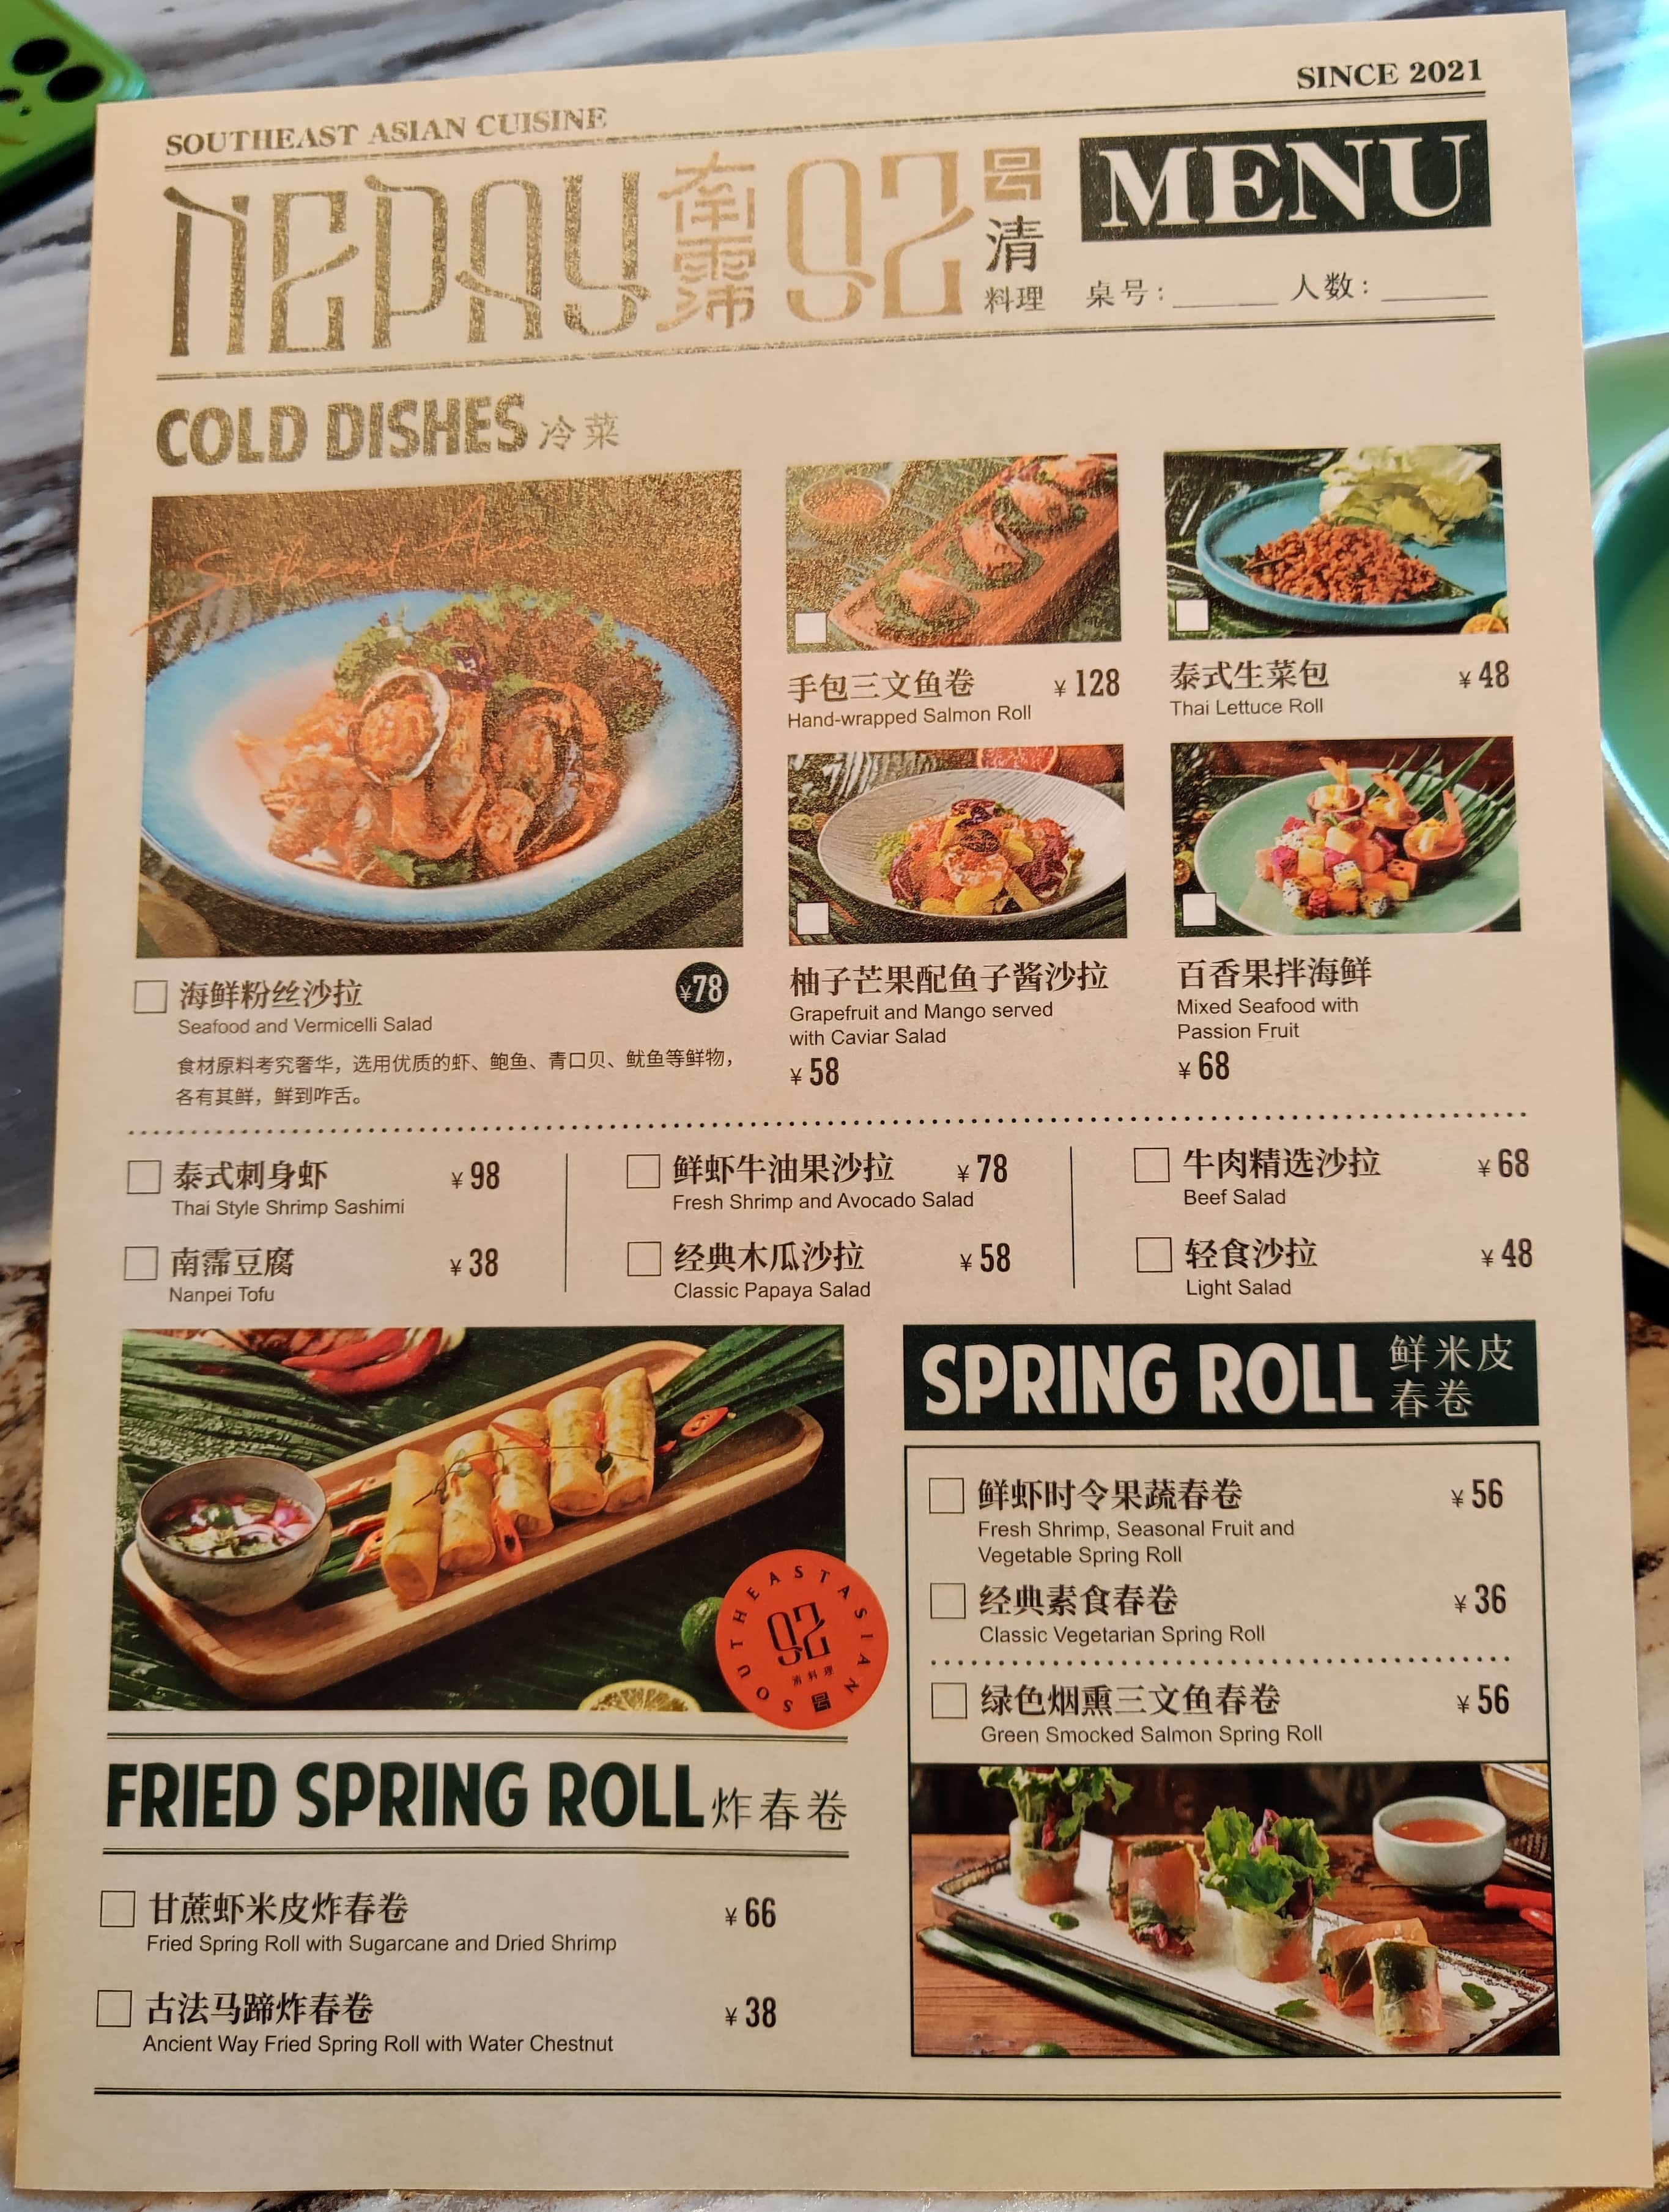 SOUTHEAST ASIAN CUISINE
SINCE 2021
NEPAY 南霈 92号
清
料理
MENU
桌号:______ 人数:______
COLD DISHES 冷菜
Southeast Asia
手包三文鱼卷 ¥128
Hand-wrapped Salmon Roll
泰式生菜包 ¥48
Thai Lettuce Roll
海鲜粉丝沙拉 ¥78
Seafood and Vermicelli Salad
食材原料考究奢华，选用优质的虾、鲍鱼、青口贝、鱿鱼等鲜物，
各有其鲜，鲜到咋舌。
柚子芒果配鱼子酱沙拉
Grapefruit and Mango served
with Caviar Salad
¥58
百香果拌海鲜
Mixed Seafood with
Passion Fruit
¥68
泰式刺身虾 ¥98
Thai Style Shrimp Sashimi
南霈豆腐 ¥38
Nanpei Tofu
鲜虾牛油果沙拉 ¥78
Fresh Shrimp and Avocado Salad
经典木瓜沙拉 ¥58
Classic Papaya Salad
牛肉精选沙拉 ¥68
Beef Salad
轻食沙拉 ¥48
Light Salad
SOUTHEAST ASIAN
92
清料理
号
FRIED SPRING ROLL 炸春卷
甘蔗虾米皮炸春卷 ¥66
Fried Spring Roll with Sugarcane and Dried Shrimp
古法马蹄炸春卷 ¥38
Ancient Way Fried Spring Roll with Water Chestnut
SPRING ROLL 鲜米皮
春卷
鲜虾时令果蔬春卷 ¥56
Fresh Shrimp, Seasonal Fruit and
Vegetable Spring Roll
经典素食春卷 ¥36
Classic Vegetarian Spring Roll
绿色烟熏三文鱼春卷 ¥56
Green Smocked Salmon Spring Roll